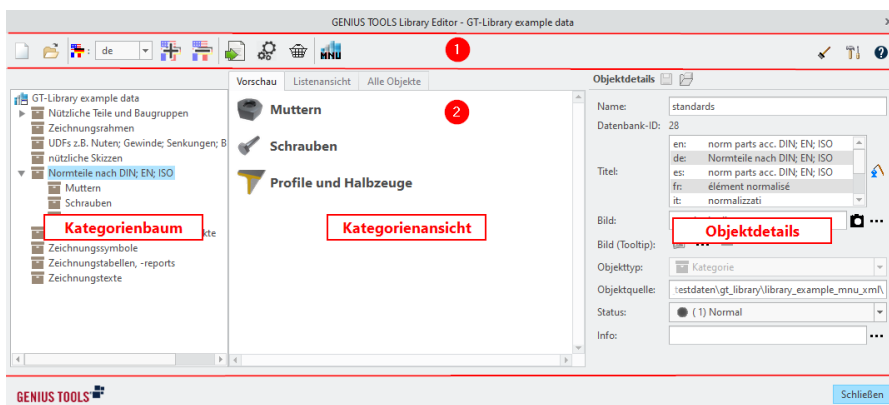 GENIUS TOOLS Library Editor - GT-Library example data
de
MNU
1
Vorschau
Listenansicht
Alle Objekte
Objektdetails
GT-Library example data
Nützliche Teile und Baugruppen
Zeichnungsrahmen
UDFs z.B. Nuten; Gewinde; Senkungen; B
nützliche Skizzen
Normteile nach DIN; EN; ISO
Muttern
Schrauben
Kategorienbaum
kte
Zeichnungssymbole
Zeichnungstabellen, -reports
Zeichnungstexte
Muttern
2
Schrauben
Profile und Halbzeuge
Kategorienansicht
Name: standards
Datenbank-ID: 28
Titel:
en: norm parts acc. DIN; EN; ISO
de: Normteile nach DIN; EN; ISO
es: norm parts acc. DIN; EN; ISO
fr: élément normalisé
it: normalizzati
Bild:
Objektdetails
Bild (Tooltip):
Objekttyp: Kategorie
Objektquelle: testdaten\gt_library\library_example_mnu_xml\
Status: ( 1) Normal
Info:
GENIUS TOOLS
Schließen